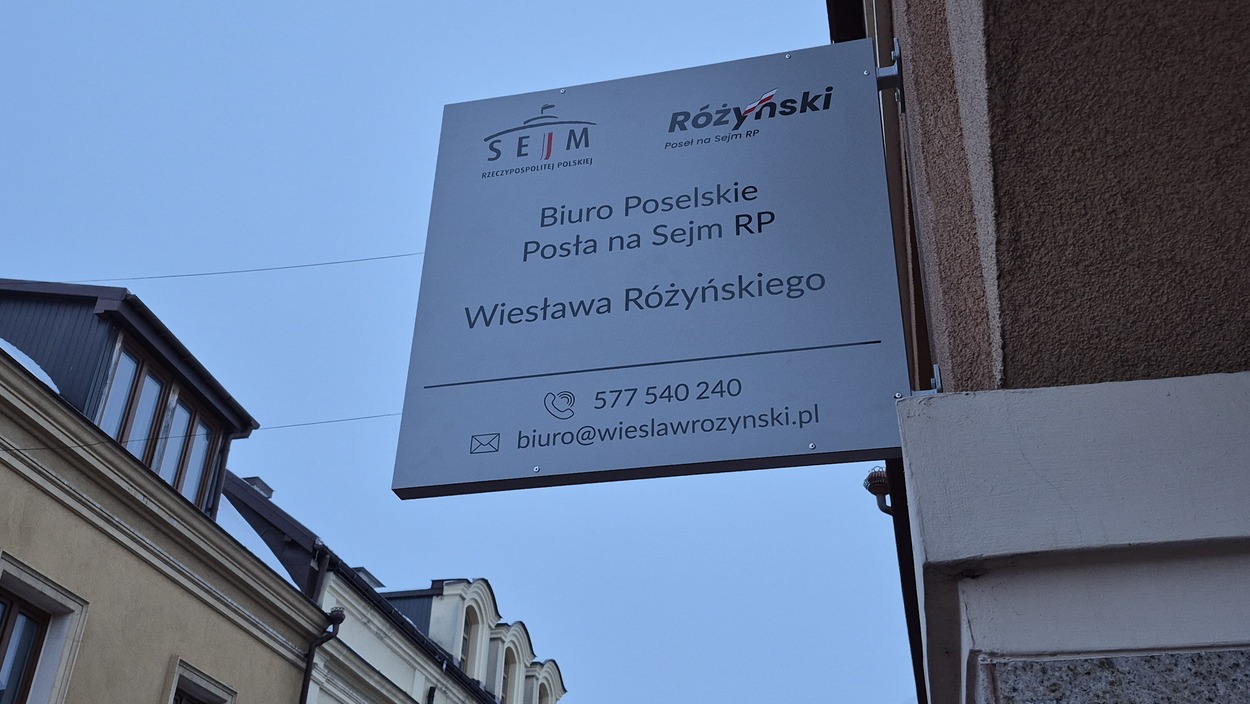 SEJM
RZECZYPOSPOLITEJ POLSKIEJ
Różyński
Poseł na Sejm RP
Biuro Poselskie
Posła na Sejm RP
Wiesława Różyńskiego
577 540 240
biuro@wieslawrozynski.pl